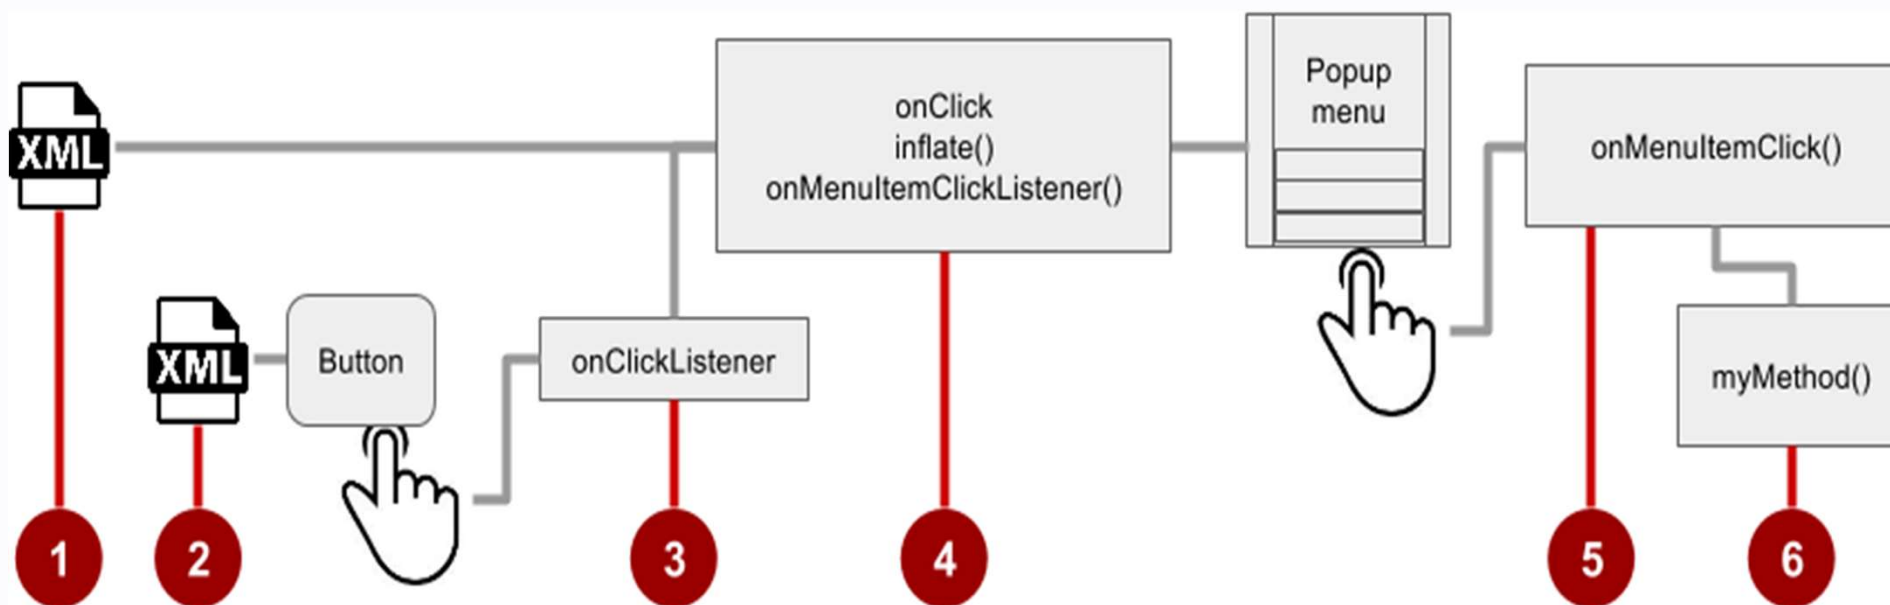 XML
onClick
inflate()
onMenuItemClickListener()
Popup
menu
onMenuItemClick()
XML
Button
onClickListener
myMethod()
1
2
3
4
5
6